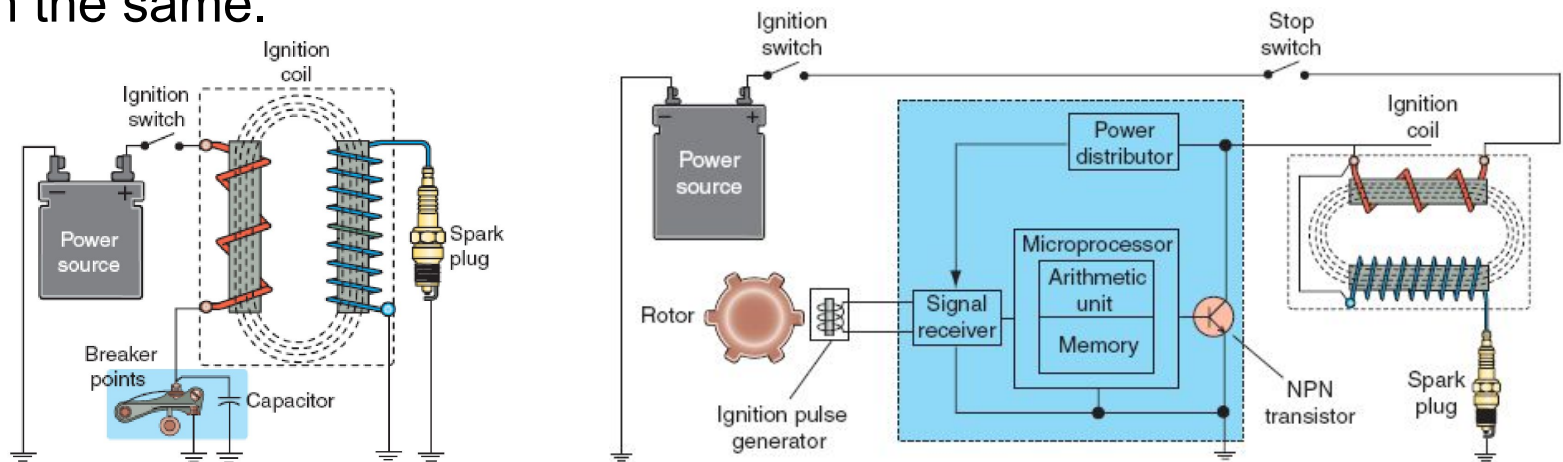 the same.
Ignition
coil
Ignition
switch
− +
Power
source
Spark
plug
Breaker
points
Capacitor
Ignition
switch
Stop
switch
− +
Power
source
Power
distributor
Ignition
coil
Microprocessor
Arithmetic
unit
Memory
Signal
receiver
Rotor
Ignition pulse
generator
NPN
transistor
Spark
plug